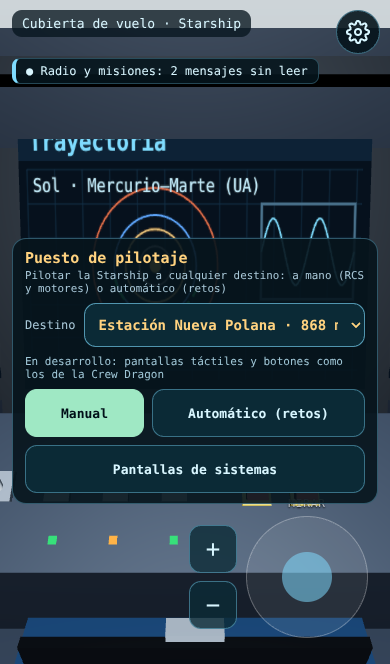 Cubierta de vuelo · Starship
● Radio y misiones: 2 mensajes sin leer
Trayectoria
Sol · Mercurio—Marte (UA)
Puesto de pilotaje
Pilotar la Starship a cualquier destino: a mano (RCS
y motores) o automático (retos)
Destino
Estación Nueva Polana · 868
En desarrollo: pantallas táctiles y botones como
los de la Crew Dragon
Manual
Automático (retos)
Pantallas de sistemas
+
−